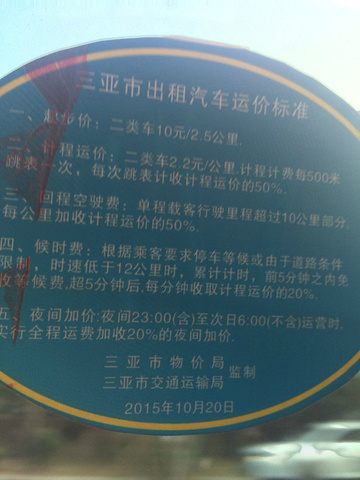 三亚市出租汽车运价标准
一、起步价：二类车10元/2.5公里.
二、计程运价：二类车2.2元/公里.计程计费每500米
跳表一次，每次跳表计收计程运价的50%.
三、回程空驶费：单程载客行驶里程超过10公里部分,
每公里加收计程运价的50%.
四、候时费：根据乘客要求停车等候或由于道路条件
限制，时速低于12公里时，累计计时，前5分钟之内免
收等候费,超5分钟后,每分钟收取计程运价的20%.
五、夜间加价:夜间23:00(含)至次日6:00(不含)运营时,
实行全程运费加收20%的夜间加价.
三亚市物价局
三亚市交通运输局 监制
2015年10月20日